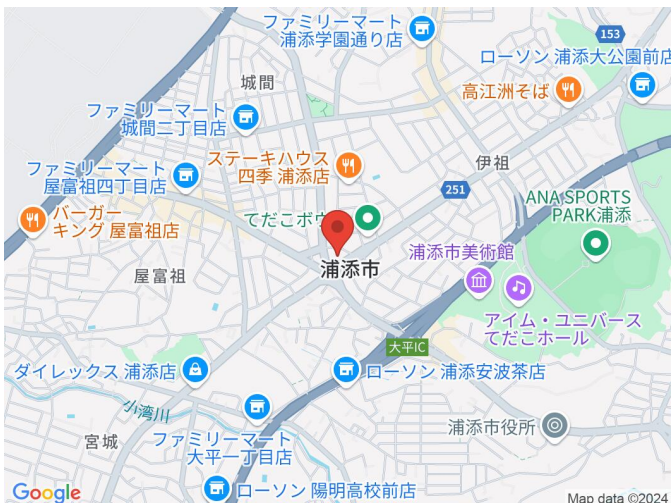 ファミリーマート
浦添学園通り店
153
ローソン 浦添大公園前店
城間
高江洲そば
ファミリーマート
城間二丁目店
ステーキハウス
四季 浦添店
伊祖
ファミリーマート
屋富祖四丁目店
251
ANA SPORTS
PARK浦添
バーガー
キング 屋富祖店
てだこボウ
浦添市
浦添市美術館
屋富祖
アイム・ユニバース
てだこホール
大平IC
ダイレックス 浦添店
ローソン 浦添安波茶店
小湾川
宮城
ファミリーマート
大平一丁目店
浦添市役所
ローソン 陽明高校前店
Google
Map data ©2024